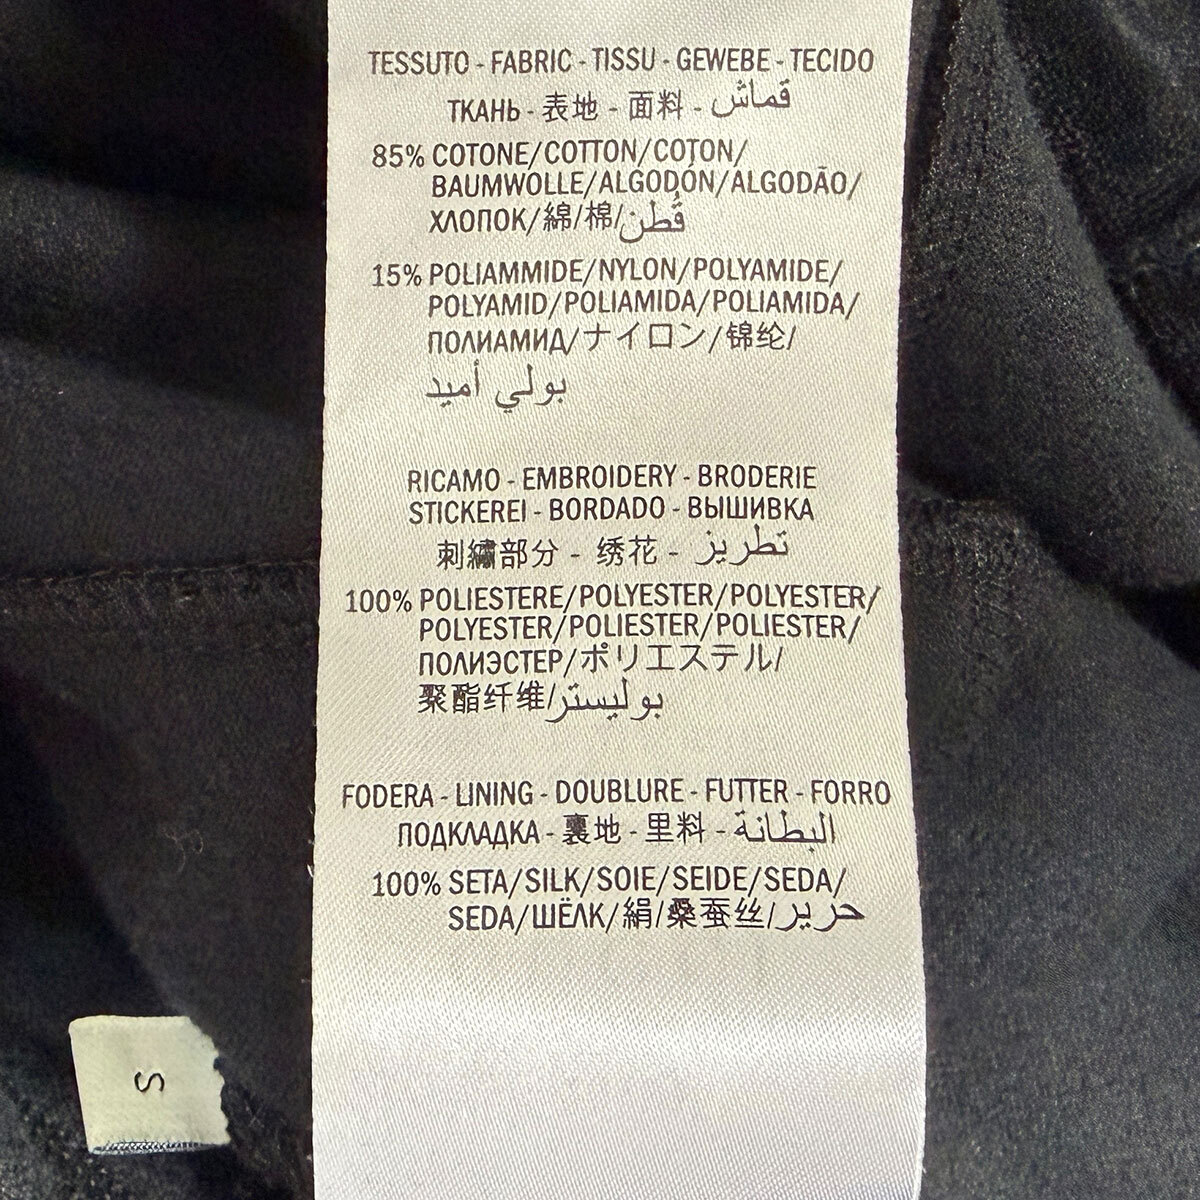 TESSUTO - FABRIC - TISSU - GEWEBE - TECIDO
ТКАНЬ - 表地 - 面料 - قماش
85% COTONE/COTTON/COTON/
BAUMWOLLE/ALGODÓN/ALGODÃO/
ХЛОПОК/綿/棉/قُطن
15% POLIAMMIDE/NYLON/POLYAMIDE/
POLYAMID/POLIAMIDA/POLIAMIDA/
ПОЛИАМИД/ナイロン/锦纶/
بولي أميد
RICAMO - EMBROIDERY - BRODERIE
STICKEREI - BORDADO - ВЫШИВКА
刺繍部分 - 绣花 - تطريز
100% POLIESTERE/POLYESTER/POLYESTER/
POLYESTER/POLIESTER/POLIESTER/
ПОЛИЭСТЕР/ポリエステル/
聚酯纤维/بوليستر
FODERA - LINING - DOUBLURE - FUTTER - FORRO
ПОДКЛАДКА - 裏地 - 里料 - البطانة
100% SETA/SILK/SOIE/SEIDE/SEDA/
SEDA/ШЁЛК/絹/桑蚕丝/حرير
S